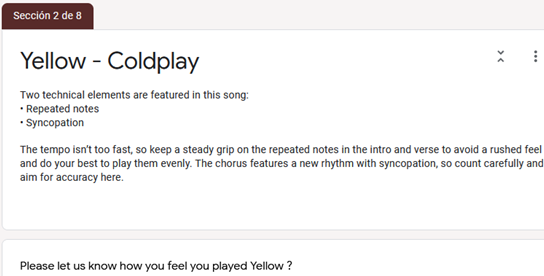 Sección 2 de 8
Yellow - Coldplay
Two technical elements are featured in this song:
• Repeated notes
• Syncopation
The tempo isn't too fast, so keep a steady grip on the repeated notes in the intro and verse to avoid a rushed feel
and do your best to play them evenly. The chorus features a new rhythm with syncopation, so count carefully and
aim for accuracy here.
Please let us know how you feel you played Yellow ?